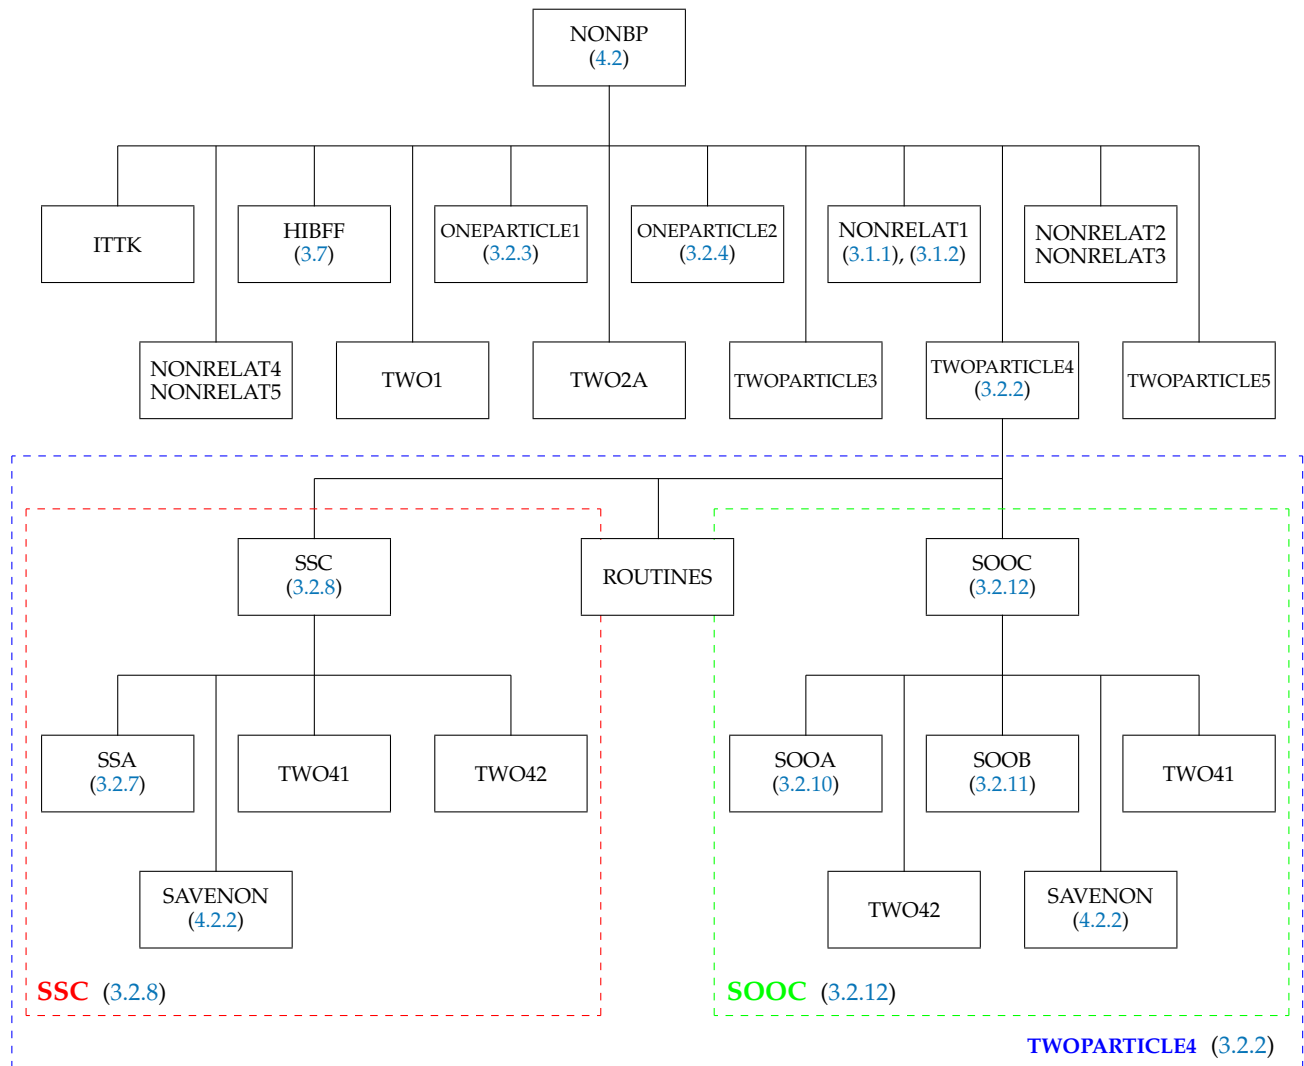 NONBP
(4.2)
ITTK
HIBFF
(3.7)
ONEPARTICLE1
(3.2.3)
ONEPARTICLE2
(3.2.4)
NONRELAT1
(3.1.1), (3.1.2)
NONRELAT2
NONRELAT3
NONRELAT4
NONRELAT5
TWO1
TWO2A
TWOPARTICLE3
TWOPARTICLE4
(3.2.2)
TWOPARTICLE5
SSC
(3.2.8)
ROUTINES
SOOC
(3.2.12)
SSA
(3.2.7)
TWO41
TWO42
SOOA
(3.2.10)
SOOB
(3.2.11)
TWO41
SAVENON
(4.2.2)
TWO42
SAVENON
(4.2.2)
SSC (3.2.8)
SOOC (3.2.12)
TWOPARTICLE4 (3.2.2)